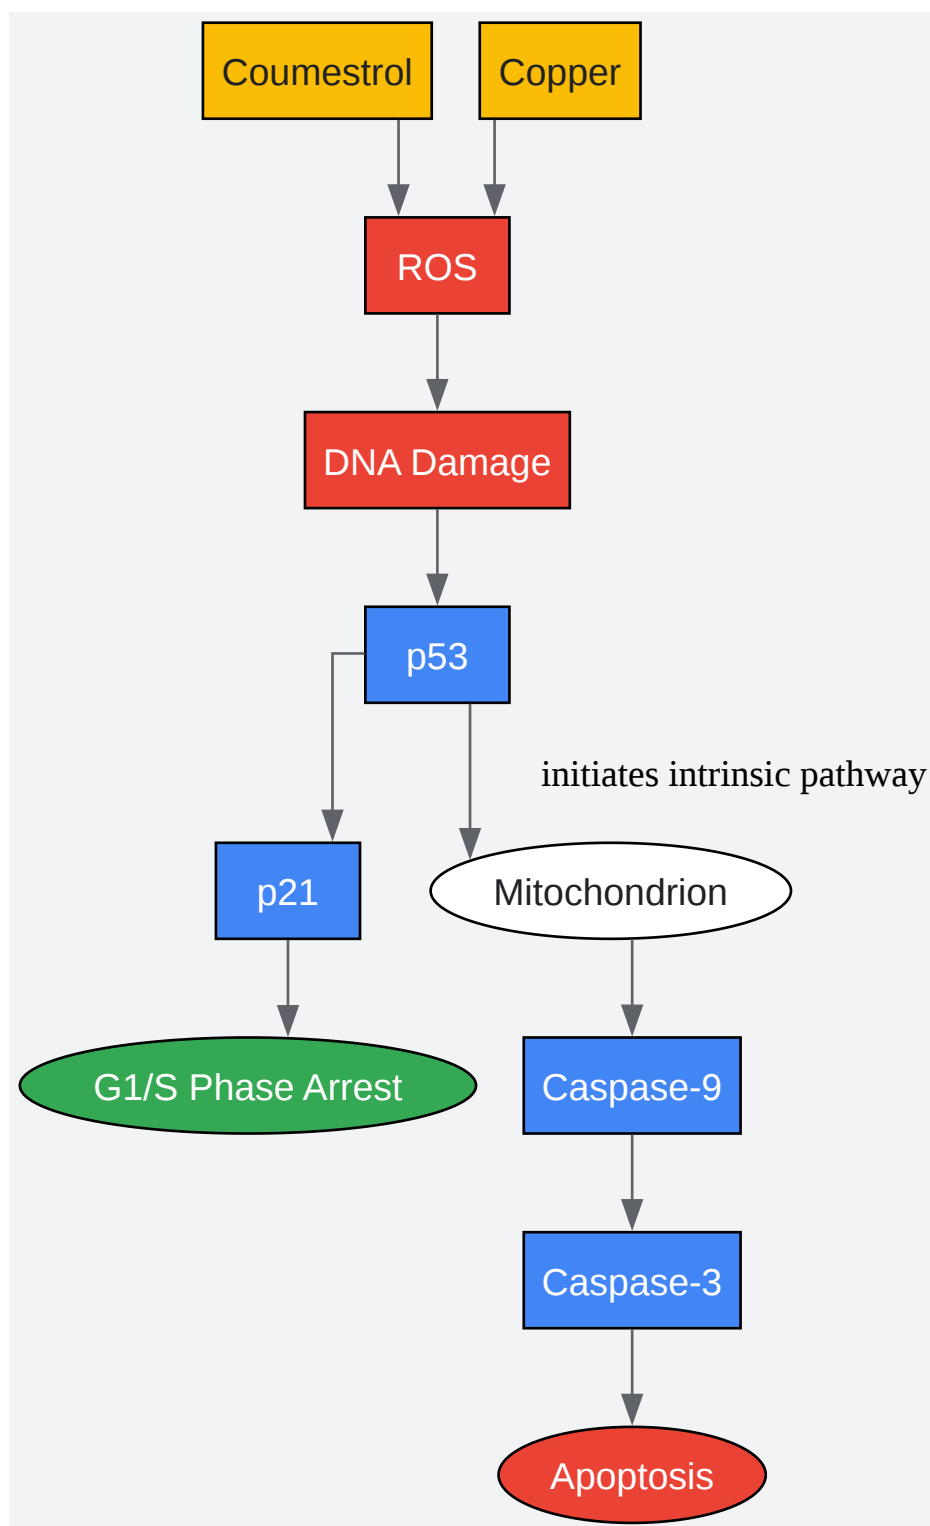 Coumestrol
Copper
ROS
DNA Damage
p53
initiates intrinsic pathway
p21
Mitochondrion
G1/S Phase Arrest
Caspase-9
Caspase-3
Apoptosis